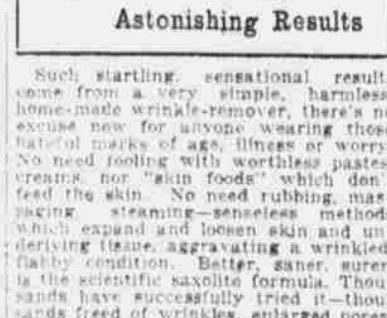 Astonishing Results
Such startling, sensational result
come from a very simple, harmless
home-made wrinkle-remover, there's n
excuse now for anyone wearing thos
hateful marks of age, illness or worry
No need fooling with worthless pastes
creams, nor "skin foods" which don'
feed the skin. No need rubbing, mas
saging, steaming—senseless method
which expand and loosen skin and un
derlying tissue, aggravating a wrinkled
flabby condition. Better, saner, surer
is the scientific saxolite formula. Thou
sands have successfully tried it—thou
sands freed of wrinkles, enlarged pores